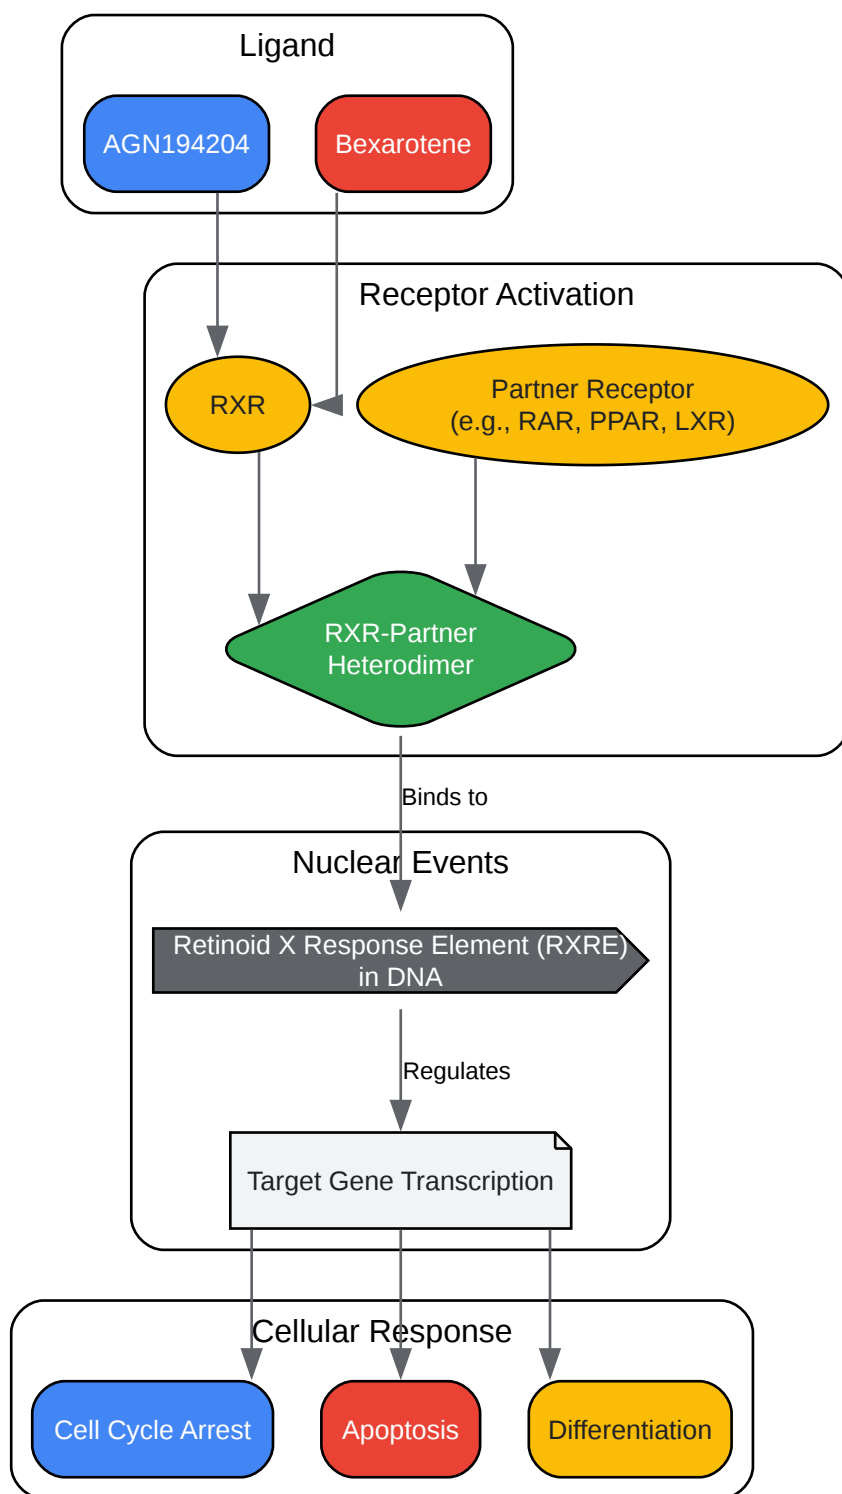 Ligand
AGN194204
Bexarotene
Receptor Activation
RXR
Partner Receptor
(e.g., RAR, PPAR, LXR)
RXR-Partner
Heterodimer
Binds to
Nuclear Events
Retinoid X Response Element (RXRE)
in DNA
Regulates
Target Gene Transcription
Cellular Response
Cell Cycle Arrest
Apoptosis
Differentiation